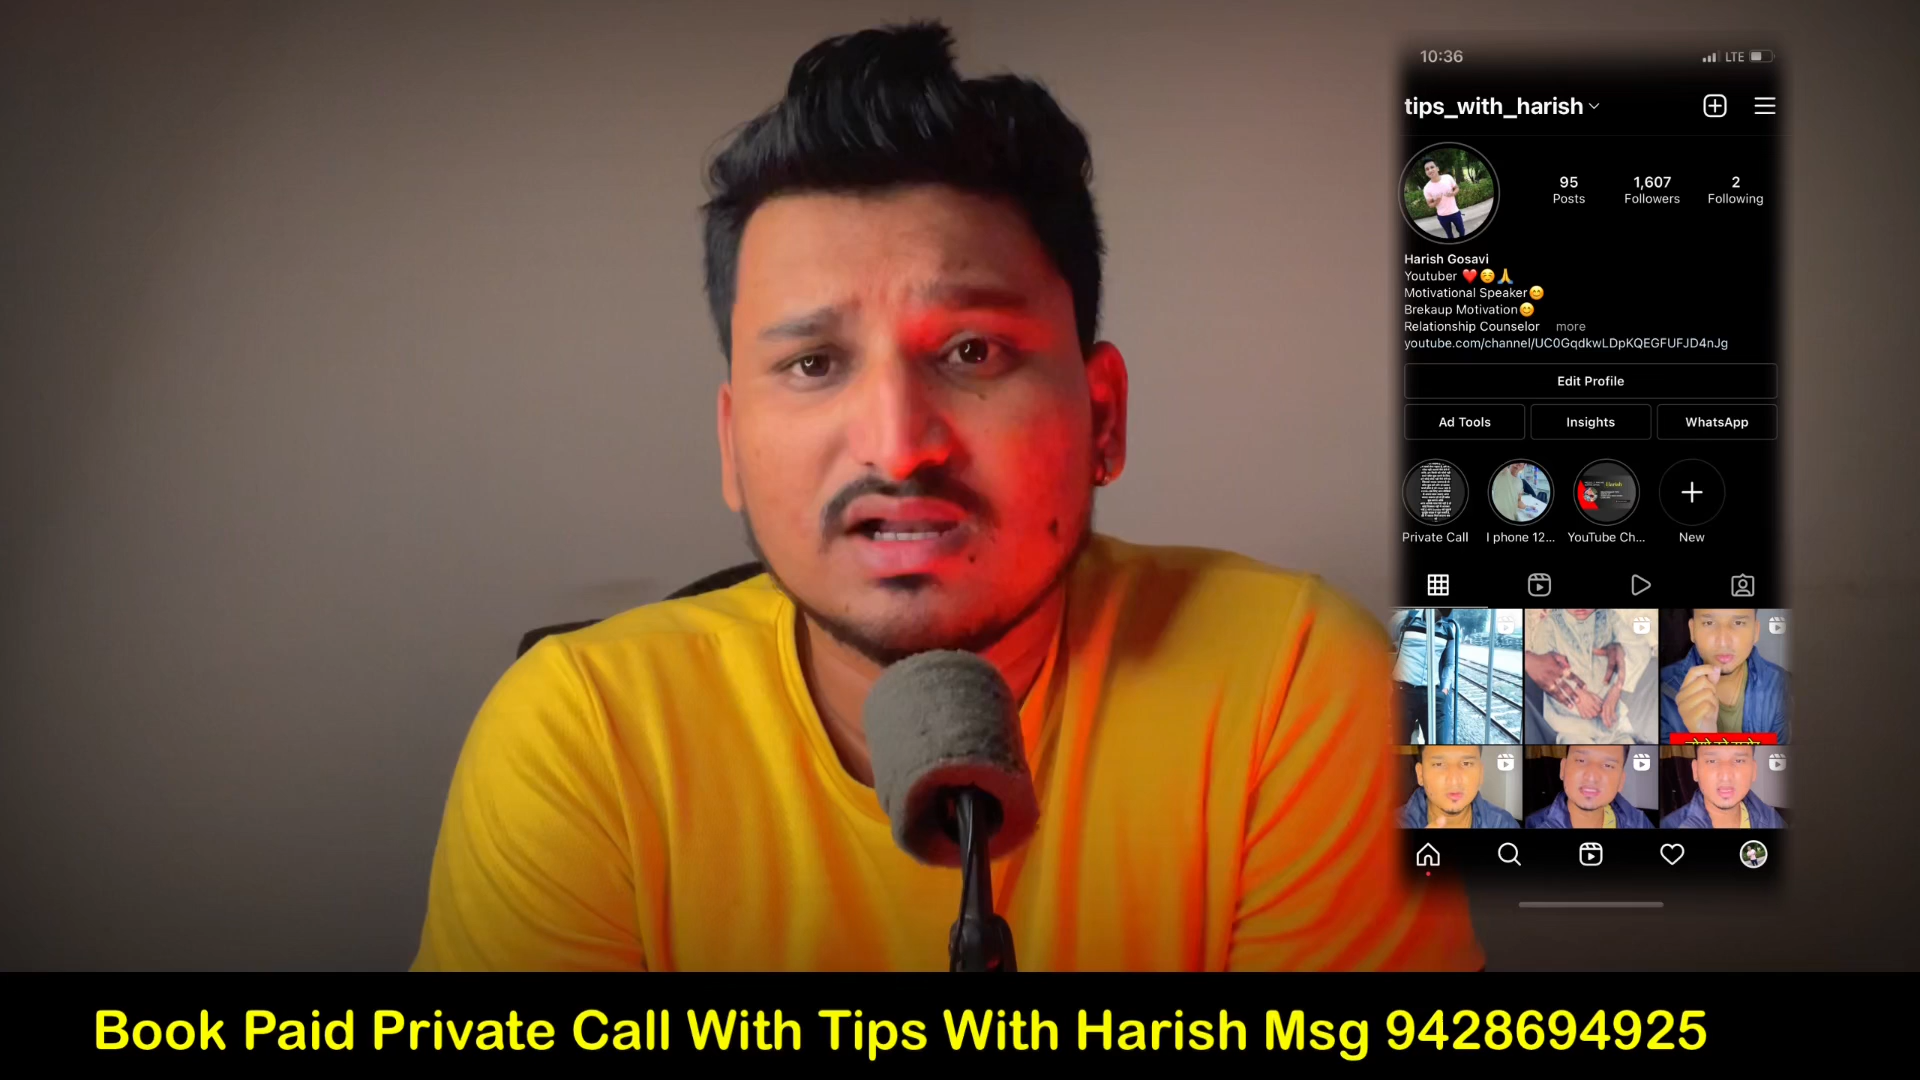 10:36
LTE
tips_with_harish
95
Posts
1,607
Followers
2
Following
Harish Gosavi
Youtuber ❤️☺️🙏
Motivational Speaker😊
Brekaup Motivation😊
Relationship Counselor more
youtube.com/channel/UC0GqdkwLDpKQEGFUFJD4nJg
Edit Profile
Ad Tools
Insights
WhatsApp
Private Call
I phone 12...
YouTube Ch...
New
Book Paid Private Call With Tips With Harish Msg 9428694925